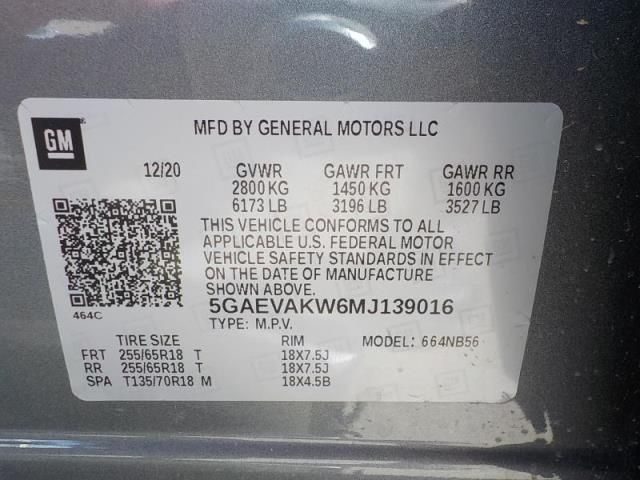 GM
MFD BY GENERAL MOTORS LLC
12/20 GVWR GAWR FRT GAWR RR
2800 KG 1450 KG 1600 KG
6173 LB 3196 LB 3527 LB
THIS VEHICLE CONFORMS TO ALL
APPLICABLE U.S. FEDERAL MOTOR
VEHICLE SAFETY STANDARDS IN EFFECT
ON THE DATE OF MANUFACTURE
5GAEVAKW6MJ139016
464C
TYPE: M.P.V. MODEL: 664NB56
TIRE SIZE RIM
FRT 255/65R18 T 18X7.5J
RR 255/65R18 T 18X7.5J
SPA T135/70R18 M 18X4.5B